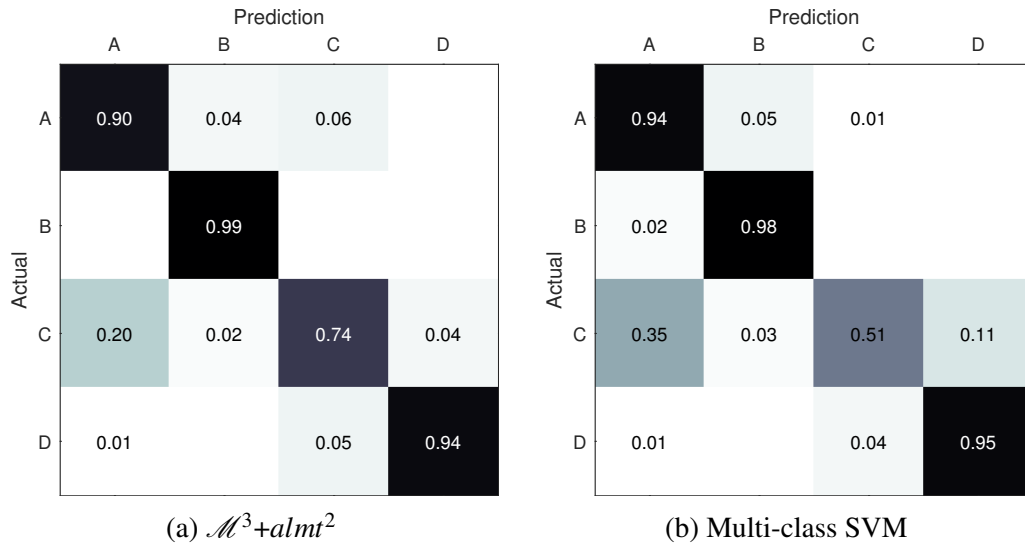 Prediction
A B C D
Actual
A 0.90 0.04 0.06
B 0.99
C 0.20 0.02 0.74 0.04
D 0.01 0.05 0.94
(a) ℳ³+almt²
Prediction
A B C D
Actual
A 0.94 0.05 0.01
B 0.02 0.98
C 0.35 0.03 0.51 0.11
D 0.01 0.04 0.95
(b) Multi-class SVM